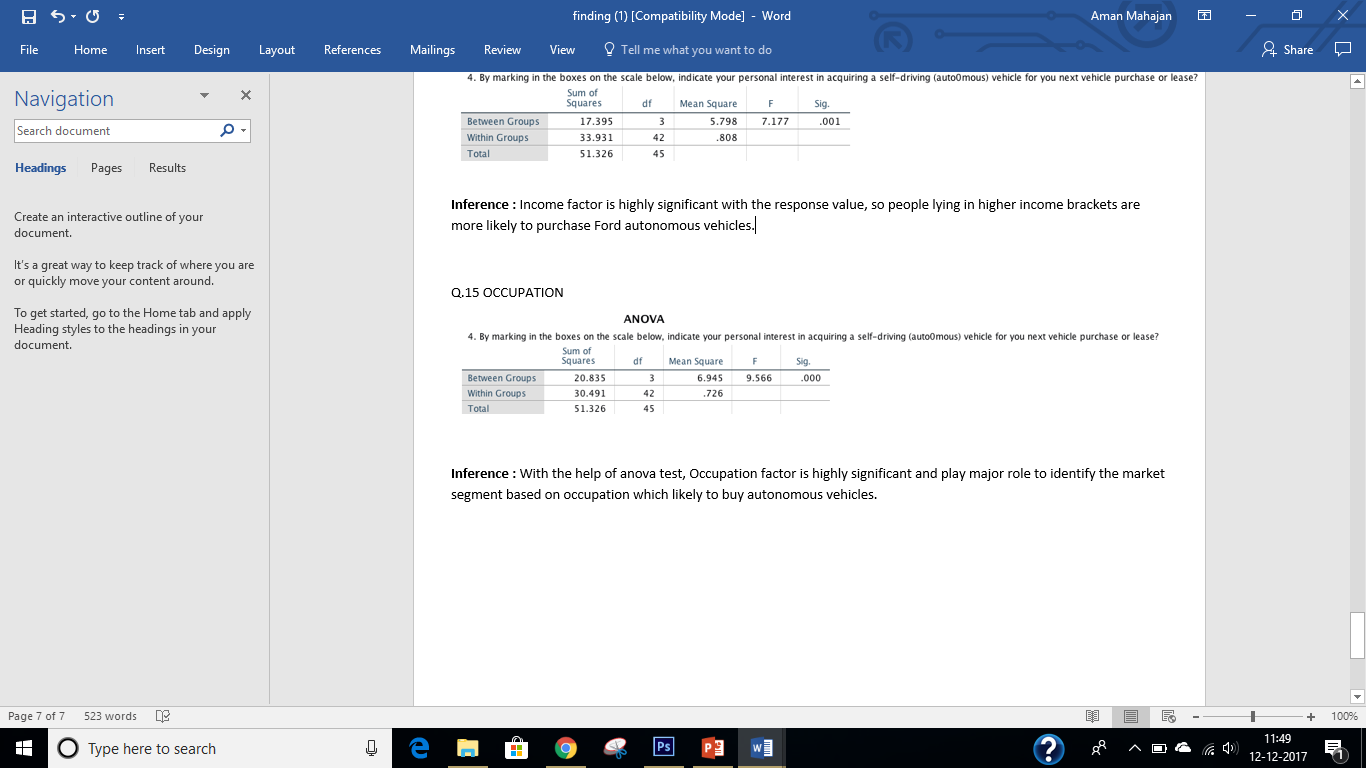 finding (1) [Compatibility Mode] - Word
Aman Mahajan
File Home Insert Design Layout References Mailings Review View Tell me what you want to do Share
Navigation
Search document
Headings Pages Results
Create an interactive outline of your
document.
It's a great way to keep track of where you are
or quickly move your content around.
To get started, go to the Home tab and apply
Heading styles to the headings in your
document.
4. By marking in the boxes on the scale below, indicate your personal interest in acquiring a self-driving (auto0mous) vehicle for you next vehicle purchase or lease?
Sum of
Squares df Mean Square F Sig.
Between Groups 17.395 3 5.798 7.177 .001
Within Groups 33.931 42 .808
Total 51.326 45
Inference : Income factor is highly significant with the response value, so people lying in higher income brackets are
more likely to purchase Ford autonomous vehicles.
Q.15 OCCUPATION
ANOVA
4. By marking in the boxes on the scale below, indicate your personal interest in acquiring a self-driving (auto0mous) vehicle for you next vehicle purchase or lease?
Sum of
Squares df Mean Square F Sig.
Between Groups 20.835 3 6.945 9.566 .000
Within Groups 30.491 42 .726
Total 51.326 45
Inference : With the help of anova test, Occupation factor is highly significant and play major role to identify the market
segment based on occupation which likely to buy autonomous vehicles.
Page 7 of 7 523 words
100%
Type here to search
e
Ps
P
W
?
11:49
12-12-2017
1